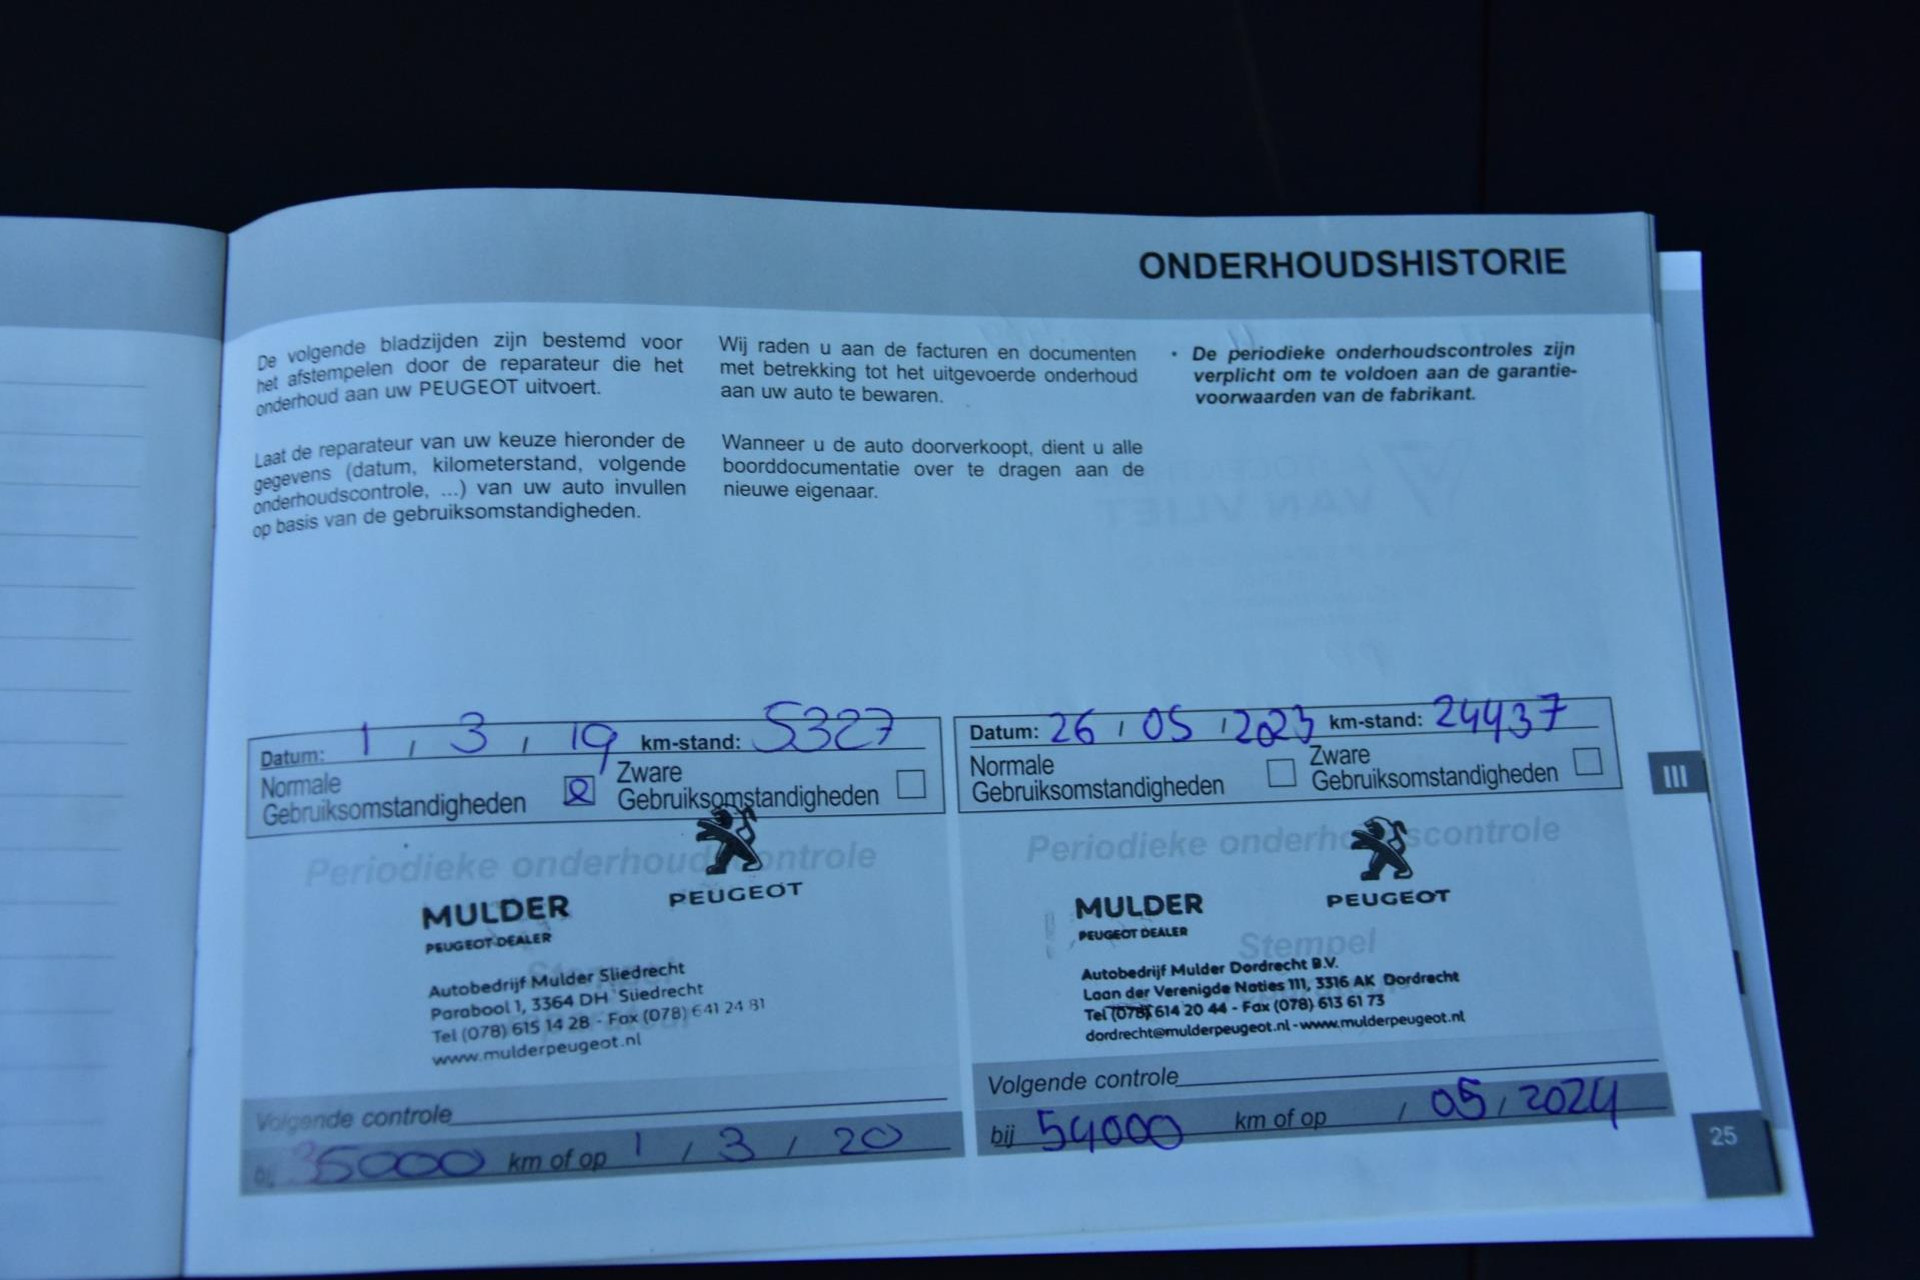 ONDERHOUDSHISTORIE
De volgende bladzijden zijn bestemd voor
het afstempelen door de reparateur die het
onderhoud aan uw PEUGEOT uitvoert.
Laat de reparateur van uw keuze hieronder de
gegevens (datum, kilometerstand, volgende
onderhoudscontrole, ...) van uw auto invullen
op basis van de gebruiksomstandigheden.
Wij raden u aan de facturen en documenten
met betrekking tot het uitgevoerde onderhoud
aan uw auto te bewaren.
Wanneer u de auto doorverkoopt, dient u alle
boorddocumentatie over te dragen aan de
nieuwe eigenaar.
• De periodieke onderhoudscontroles zijn
verplicht om te voldoen aan de garantie-
voorwaarden van de fabrikant.
Datum: 1 / 3 / 19 km-stand: 5327
Normale
Gebruiksomstandigheden
Zware
Gebruiksomstandigheden
Periodieke onderhoudscontrole
PEUGEOT
MULDER
PEUGEOT DEALER
Autobedrijf Mulder Sliedrecht
Parabool 1, 3364 DH Sliedrecht
Tel (078) 615 14 28 - Fax (078) 641 24 81
www.mulderpeugeot.nl
Volgende controle
bij 35000 km of op 1 / 3 / 20
Datum: 26 / 05 / 2023 km-stand: 24437
Normale
Gebruiksomstandigheden
Zware
Gebruiksomstandigheden
Periodieke onderhoudscontrole
PEUGEOT
MULDER
PEUGEOT DEALER
Stempel
Autobedrijf Mulder Dordrecht B.V.
Laan der Verenigde Naties 111, 3316 AK Dordrecht
Tel (078) 614 20 44 - Fax (078) 613 61 73
dordrecht@mulderpeugeot.nl - www.mulderpeugeot.nl
Volgende controle
bij 54000 km of op / 05 / 2024
III
25